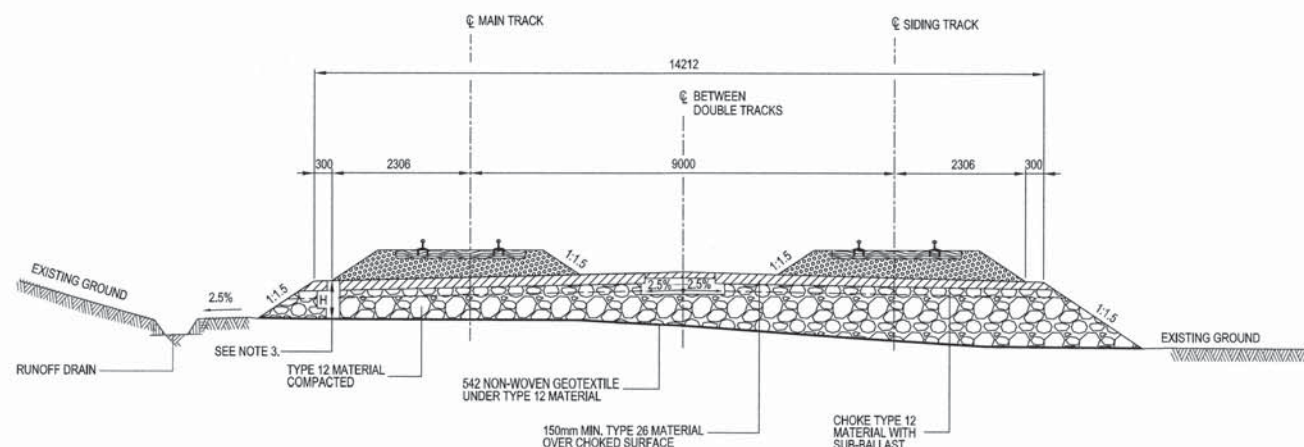 ℄ MAIN TRACK
℄ SIDING TRACK
14212
℄ BETWEEN
DOUBLE TRACKS
300
2306
9000
2306
300
1:1.5
1:1.5
EXISTING GROUND
2.5%
1:1.5
H
2.5%
2.5%
1:1.5
SEE NOTE 3.
EXISTING GROUND
RUNOFF DRAIN
TYPE 12 MATERIAL
COMPACTED
542 NON-WOVEN GEOTEXTILE
UNDER TYPE 12 MATERIAL
150mm MIN. TYPE 26 MATERIAL
OVER CHOKED SURFACE
CHOKE TYPE 12
MATERIAL WITH
SUB-BALLAST